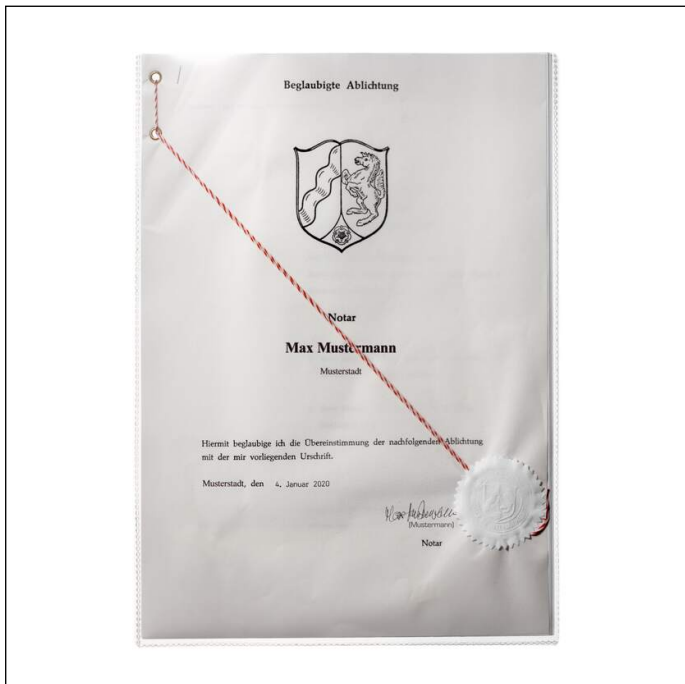 Beglaubigte Ablichtung
Notar
Max Mustermann
Musterstadt
Hiermit beglaubige ich die Übereinstimmung der nachfolgenden Ablichtung
mit der mir vorliegenden Urschrift.
Musterstadt, den 4. Januar 2020
(Mustermann)
Notar